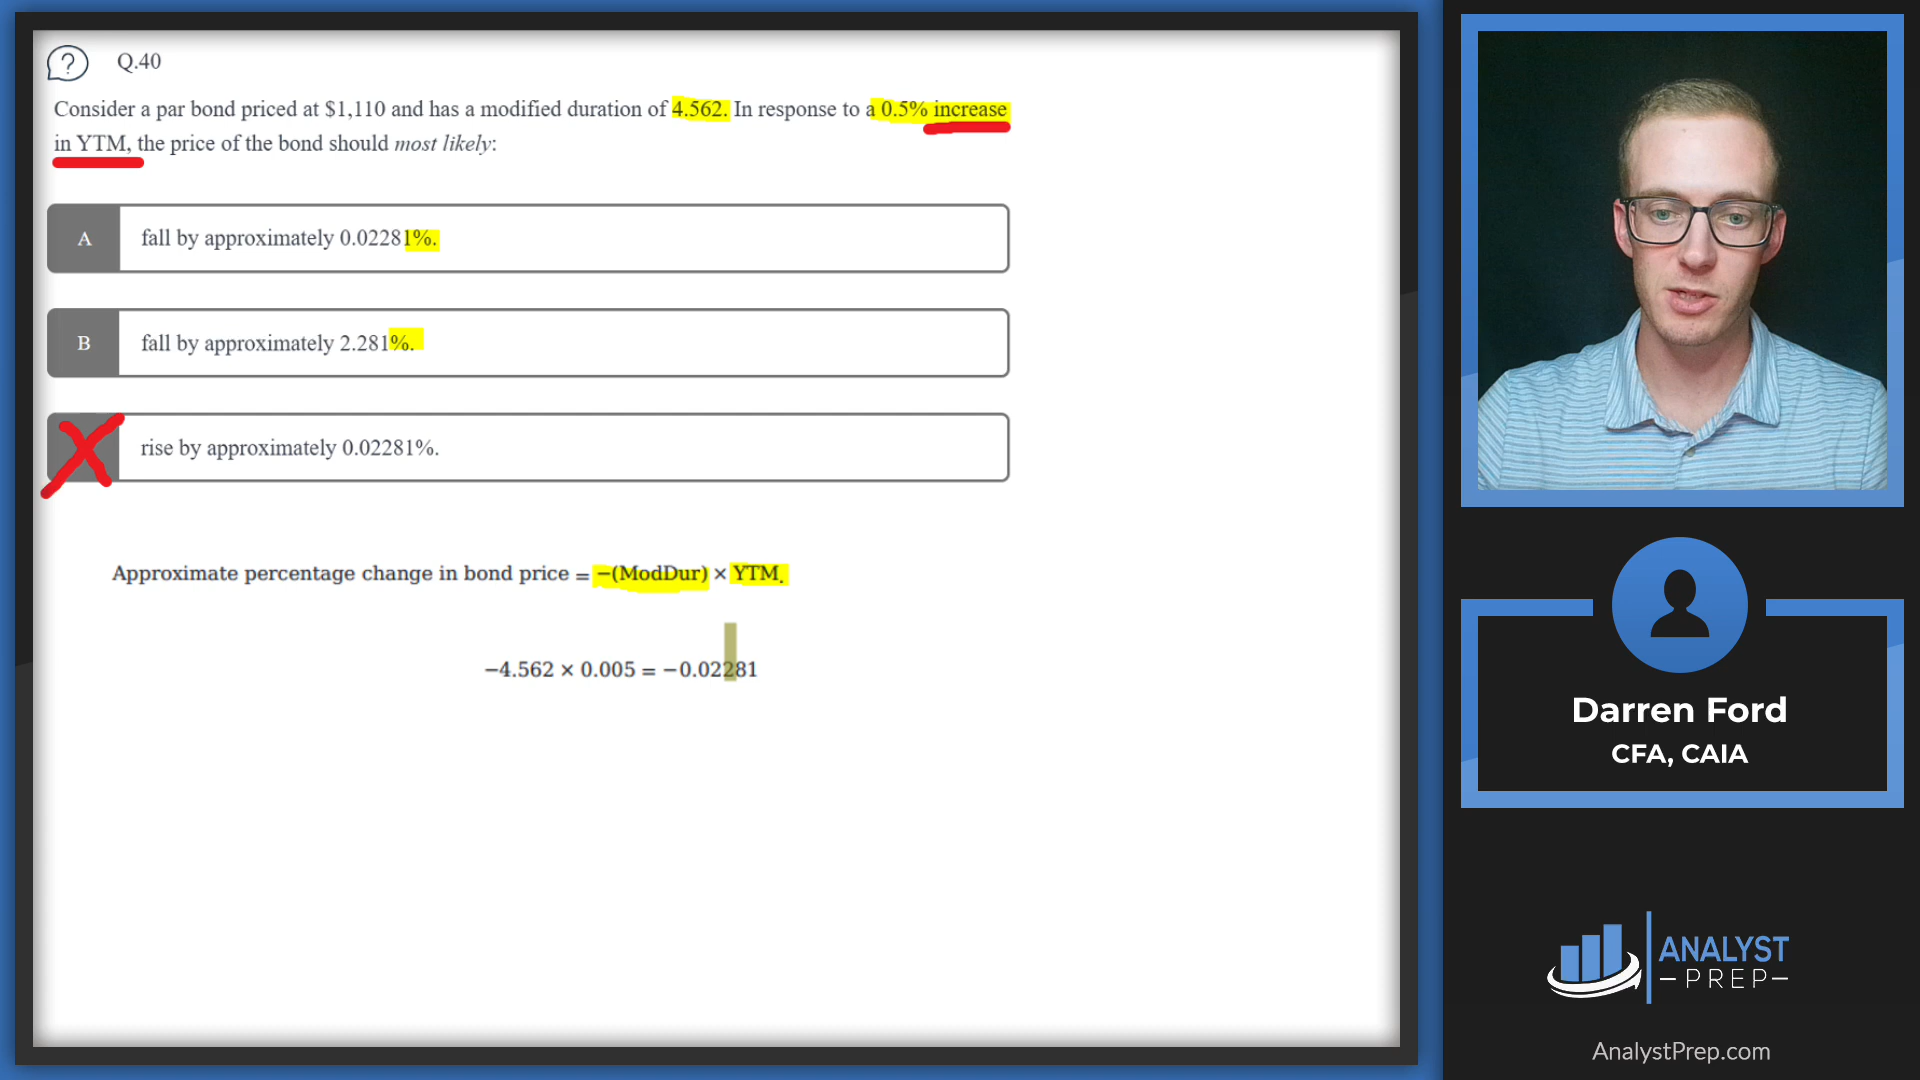 Q.40
Consider a par bond priced at $1,110 and has a modified duration of 4.562. In response to a 0.5% increase
in YTM, the price of the bond should most likely:
A
fall by approximately 0.02281%.
B
fall by approximately 2.281%.
rise by approximately 0.02281%.
Approximate percentage change in bond price = −(ModDur) × YTM.
−4.562 × 0.005 = −0.02281
Darren Ford
CFA, CAIA
ANALYST
PREP
AnalystPrep.com